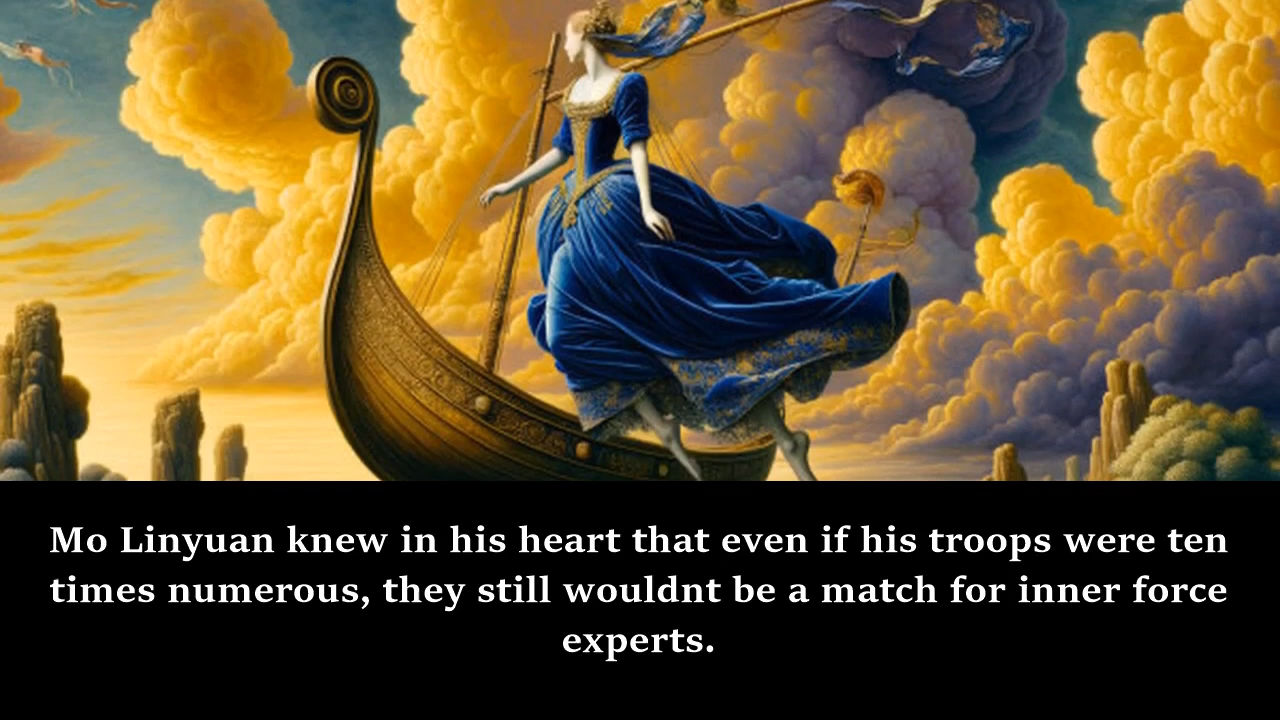 Mo Linyuan knew in his heart that even if his troops were ten
times numerous, they still wouldnt be a match for inner force
experts.